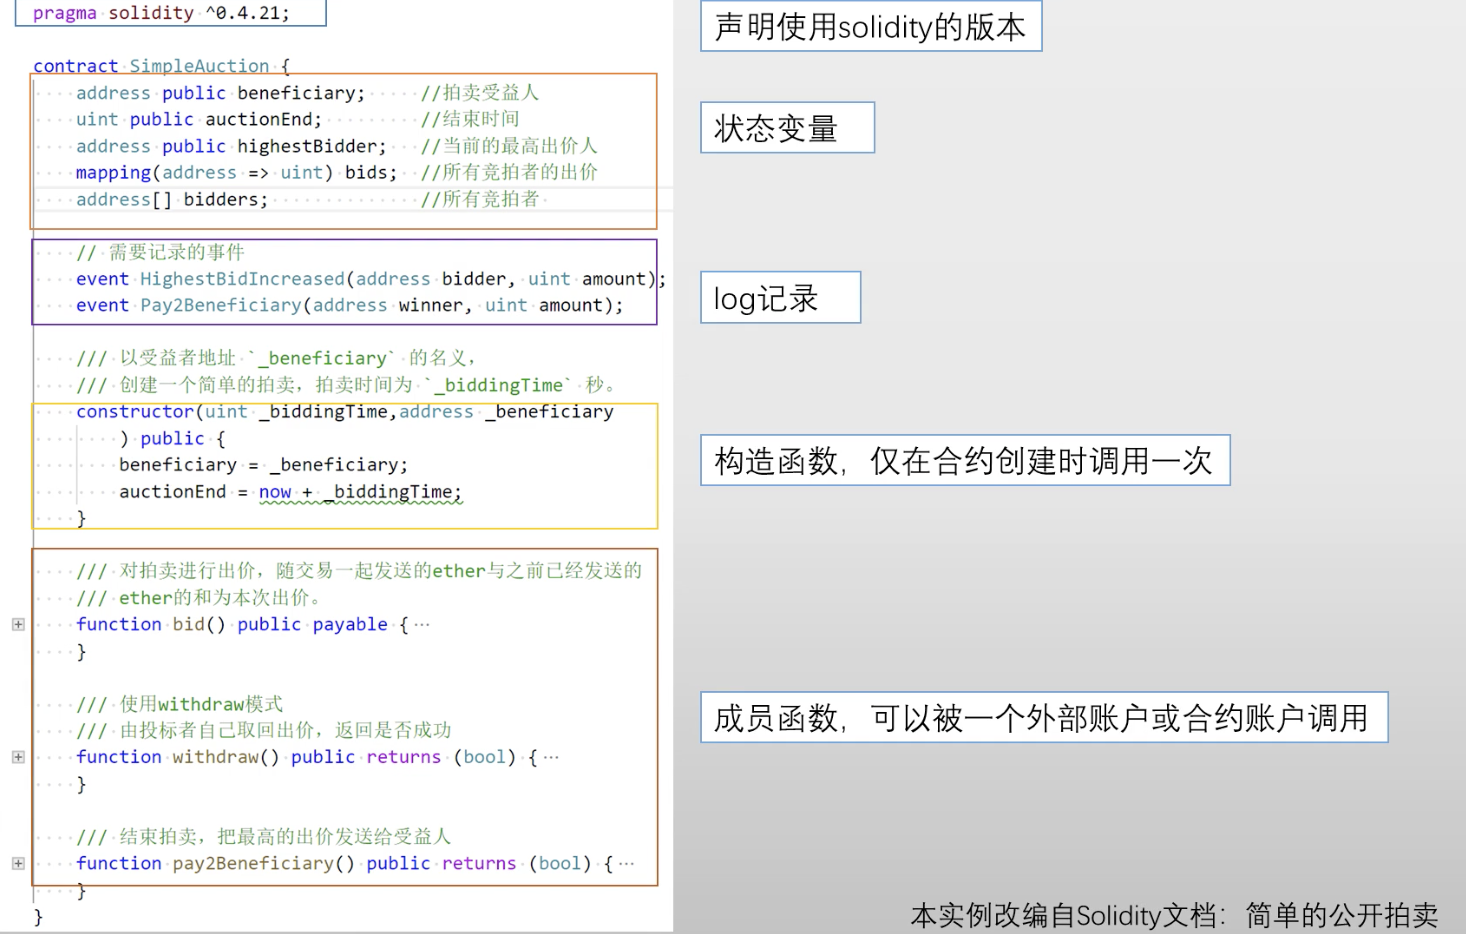 pragma solidity ^0.4.21;
声明使用solidity的版本
contract SimpleAuction {
address public beneficiary; //拍卖受益人
uint public auctionEnd; //结束时间
address public highestBidder; //当前的最高出价人
mapping(address => uint) bids; //所有竞拍者的出价
address[] bidders; //所有竞拍者
状态变量
// 需要记录的事件
event HighestBidIncreased(address bidder, uint amount);
event Pay2Beneficiary(address winner, uint amount);
log记录
/// 以受益者地址 `_beneficiary` 的名义，
/// 创建一个简单的拍卖，拍卖时间为 `_biddingTime` 秒。
constructor(uint _biddingTime,address _beneficiary
) public {
beneficiary = _beneficiary;
auctionEnd = now + _biddingTime;
}
构造函数，仅在合约创建时调用一次
/// 对拍卖进行出价，随交易一起发送的ether与之前已经发送的
/// ether的和为本次出价。
function bid() public payable {···
}
/// 使用withdraw模式
/// 由投标者自己取回出价，返回是否成功
function withdraw() public returns (bool) {···
}
成员函数，可以被一个外部账户或合约账户调用
/// 结束拍卖，把最高的出价发送给受益人
function pay2Beneficiary() public returns (bool) {···
}
}
本实例改编自Solidity文档：简单的公开拍卖